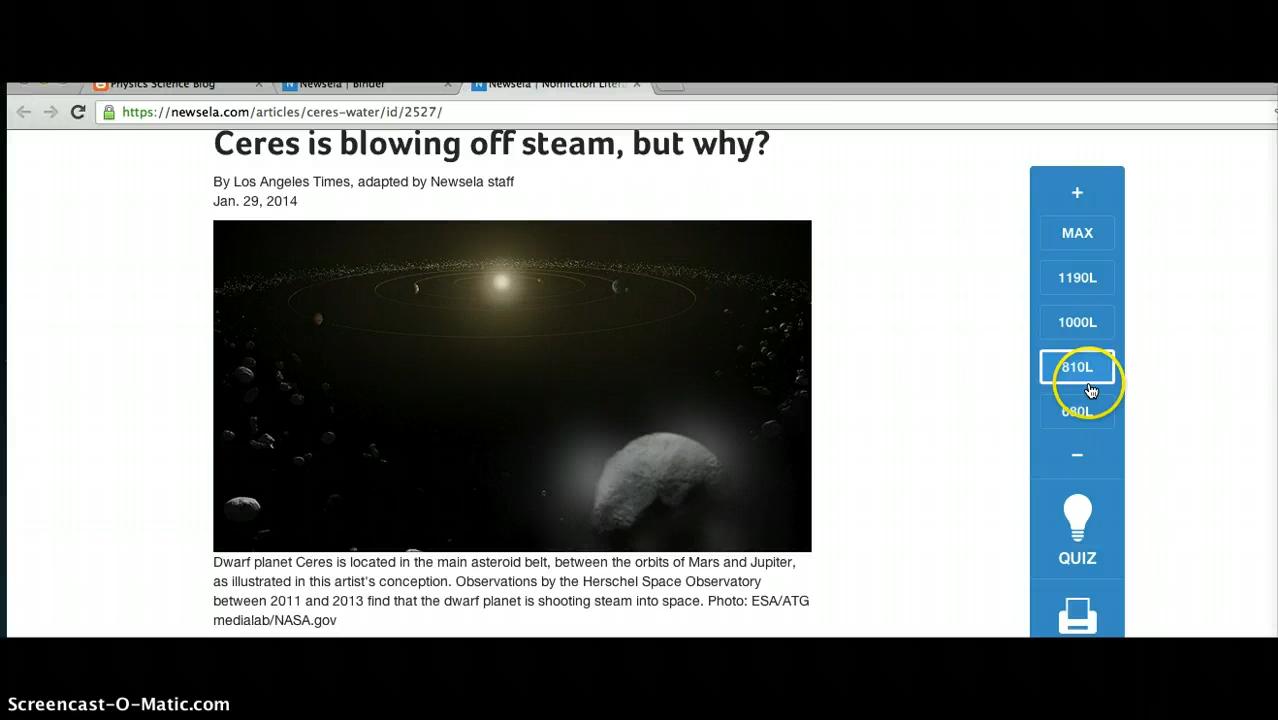 Physics Science Blog × Newsela | Binder × Newsela | Nonfiction Litera ×
https://newsela.com/articles/ceres-water/id/2527/
Ceres is blowing off steam, but why?
By Los Angeles Times, adapted by Newsela staff
Jan. 29, 2014
+
MAX
1190L
1000L
810L
680L
−
QUIZ
Dwarf planet Ceres is located in the main asteroid belt, between the orbits of Mars and Jupiter,
as illustrated in this artist's conception. Observations by the Herschel Space Observatory
between 2011 and 2013 find that the dwarf planet is shooting steam into space. Photo: ESA/ATG
medialab/NASA.gov
Screencast-O-Matic.com